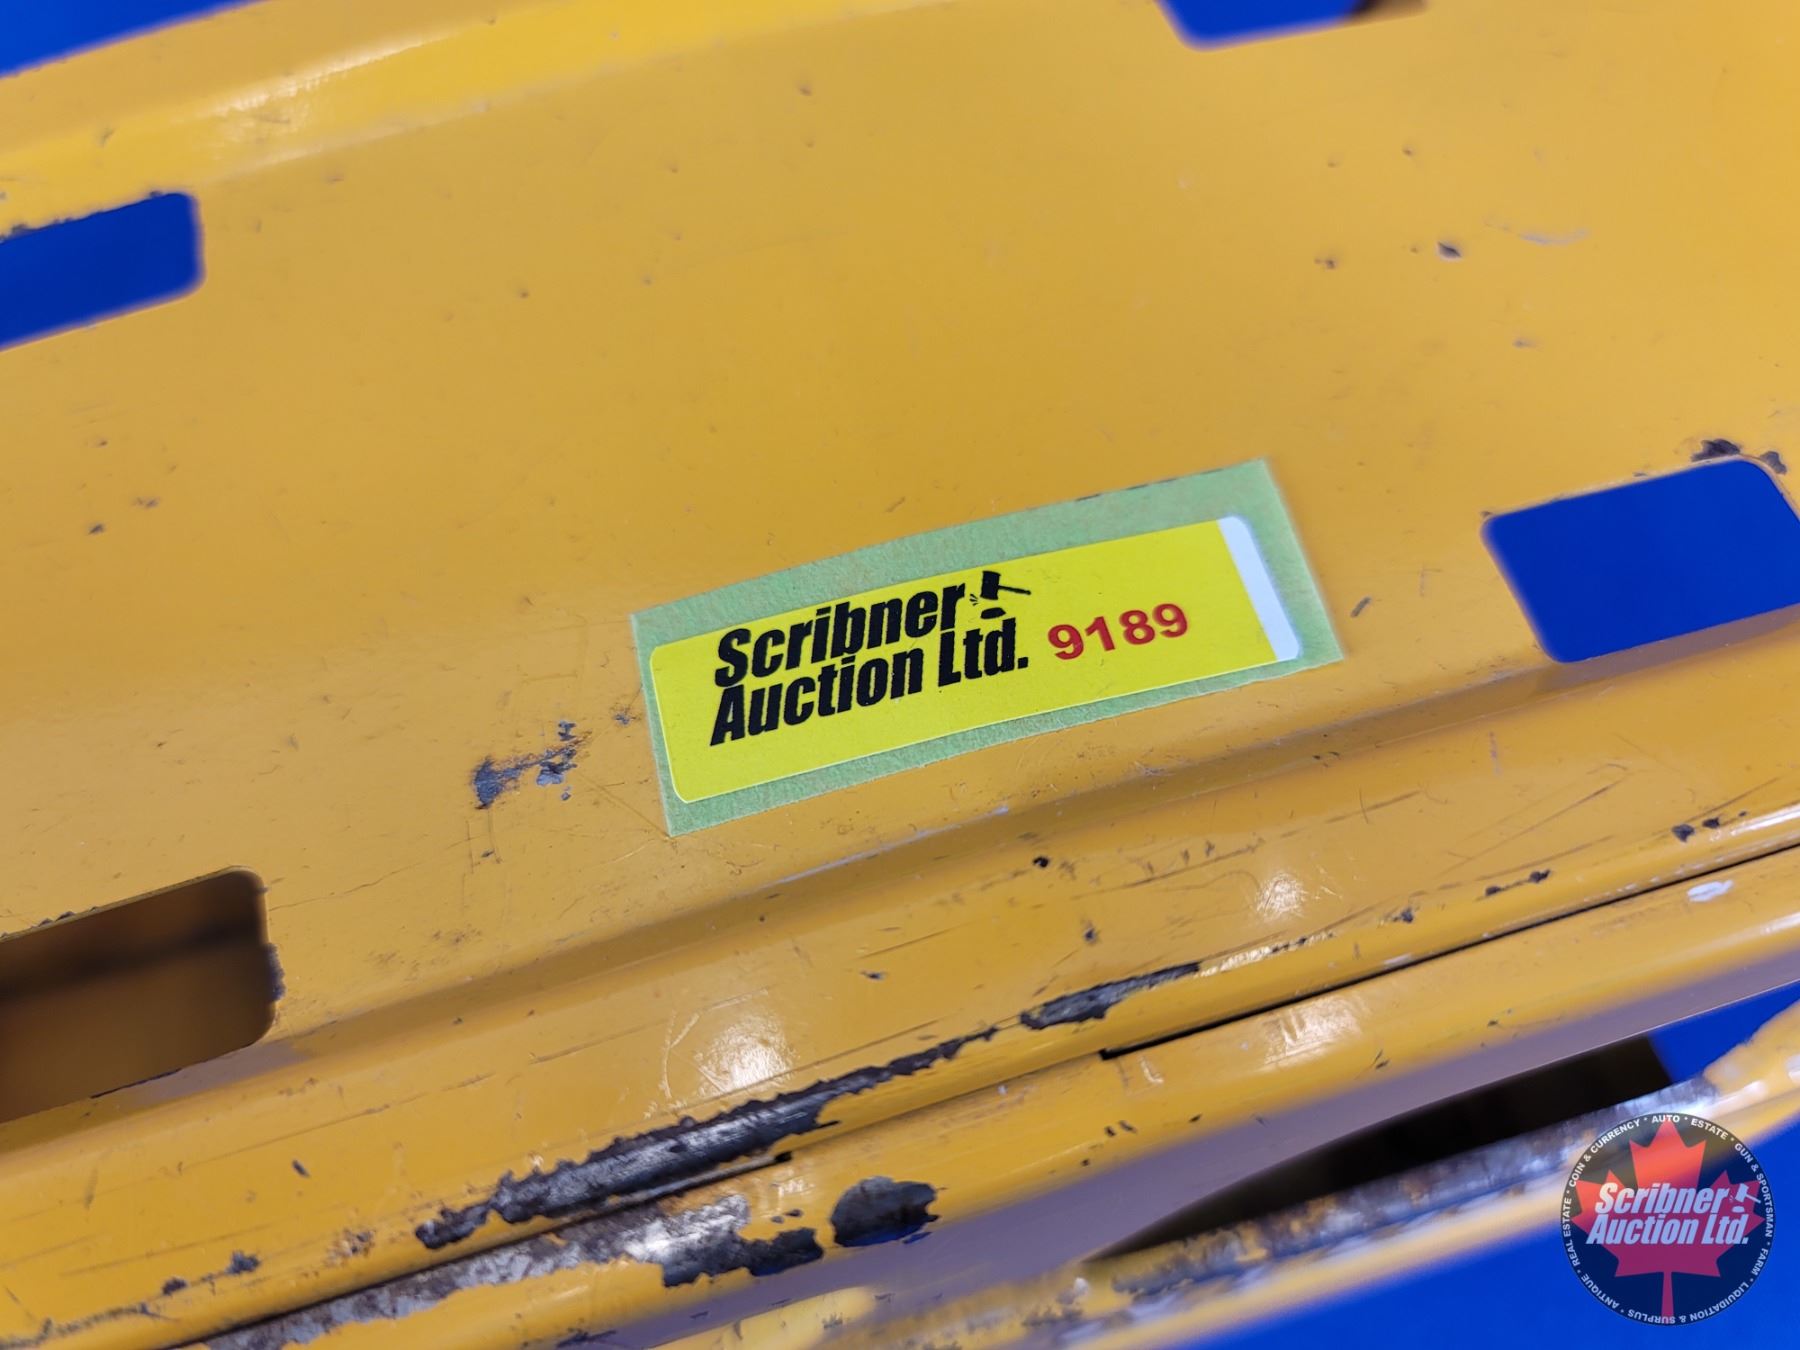 Scribner
Auction Ltd. 9189
Scribner
Auction Ltd.
ANTIQUE * REAL ESTATE * COIN & CURRENCY * AUTO * ESTATE * GUN & SPORTSMAN * FARM * LIQUIDATION & SURPLUS *